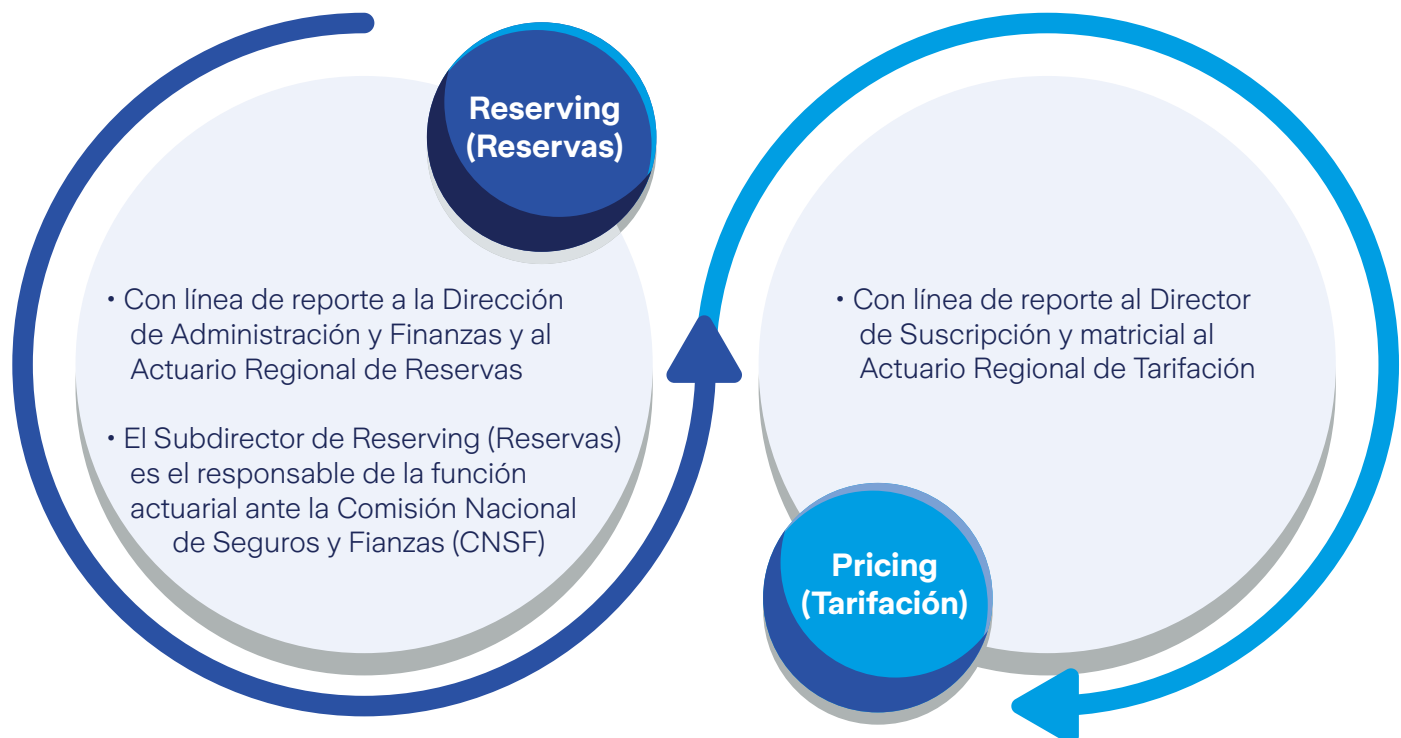 Reserving
(Reservas)
• Con línea de reporte a la Dirección
de Administración y Finanzas y al
Actuario Regional de Reservas
• El Subdirector de Reserving (Reservas)
es el responsable de la función
actuarial ante la Comisión Nacional
de Seguros y Fianzas (CNSF)
• Con línea de reporte al Director
de Suscripción y matricial al
Actuario Regional de Tarifación
Pricing
(Tarifación)